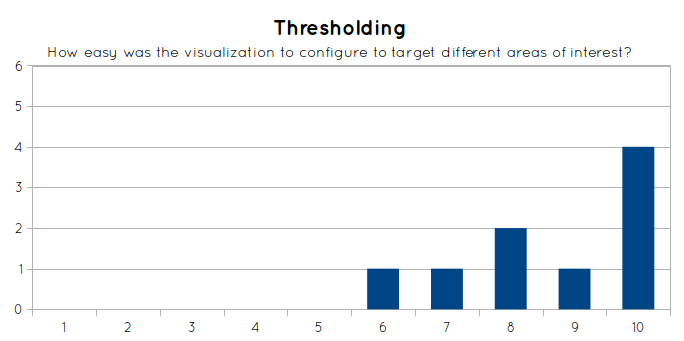 Thresholding
How easy was the visualization to configure to target different areas of interest?
6
5
4
3
2
1
0
1 2 3 4 5 6 7 8 9 10